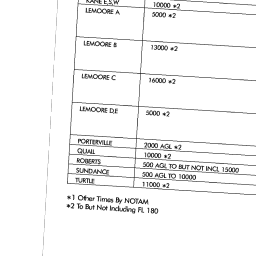 KANE E,S,W 10000 *2
LEMOORE A 5000 *2
LEMOORE B 13000 *2
LEMOORE C 16000 *2
LEMOORE D,E 5000 *2
PORTERVILLE 2000 AGL *2
QUAIL 10000 *2
ROBERTS 500 AGL TO BUT NOT INCL 15000
SUNDANCE 500 AGL TO 10000
TURTLE 11000 *2
*1 Other Times By NOTAM
*2 To But Not Including FL 180